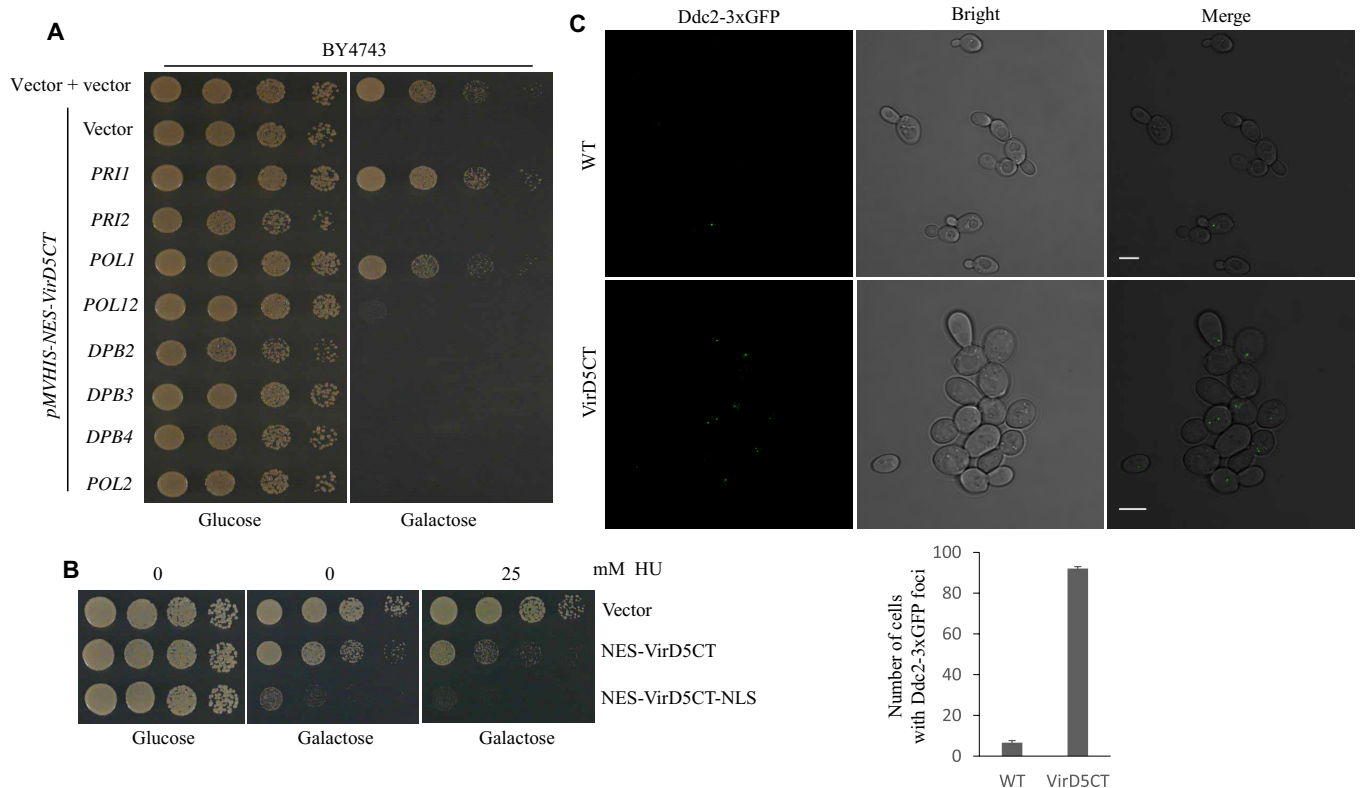 A
BY4743
Vector + vector
Vector
PRI1
PRI2
POL1
POL12
DPB2
DPB3
DPB4
POL2
pMVHIS-NES-VirD5CT
Glucose
Galactose
B
0
0
25
mM HU
Vector
NES-VirD5CT
NES-VirD5CT-NLS
Glucose
Galactose
Galactose
C
Ddc2-3xGFP
Bright
Merge
WT
VirD5CT
Number of cells
with Ddc2-3xGFP foci
100
80
60
40
20
0
WT
VirD5CT